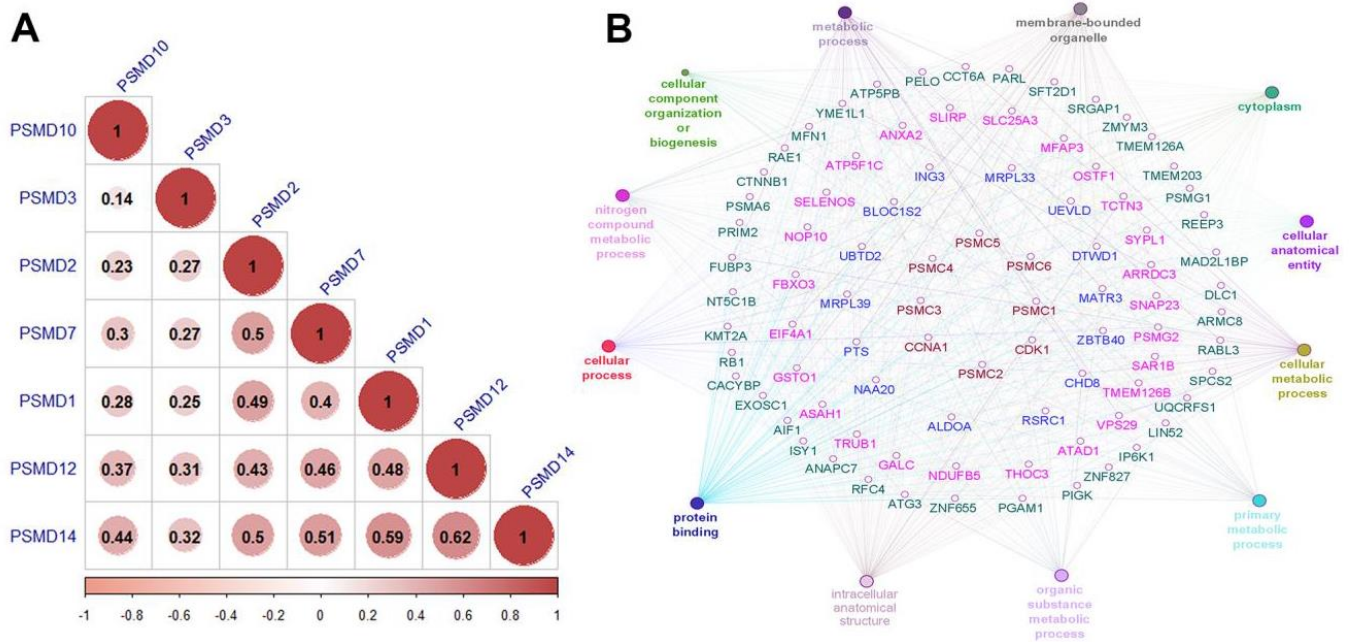 A
PSMD10
PSMD3
PSMD2
PSMD7
PSMD1
PSMD12
PSMD14
PSMD10 1
PSMD3 0.14 1
PSMD2 0.23 0.27 1
PSMD7 0.3 0.27 0.5 1
PSMD1 0.28 0.25 0.49 0.4 1
PSMD12 0.37 0.31 0.43 0.46 0.48 1
PSMD14 0.44 0.32 0.5 0.51 0.59 0.62 1
-1 -0.8 -0.6 -0.4 -0.2 0 0.2 0.4 0.6 0.8 1
B
metabolic
process
membrane-bounded
organelle
cellular
component
organization
or
biogenesis
cytoplasm
nitrogen
compound
metabolic
process
cellular
anatomical
entity
cellular
process
cellular
metabolic
process
protein
binding
primary
metabolic
process
intracellular
anatomical
structure
organic
substance
metabolic
process
PELO
CCT6A
PARL
SFT2D1
SRGAP1
ZMYM3
TMEM126A
TMEM203
PSMG1
REEP3
MAD2L1BP
DLC1
ARMC8
RABL3
SPCS2
UQCRFS1
LIN52
IP6K1
ZNF827
PIGK
PGAM1
ZNF655
ATG3
RFC4
ANAPC7
ISY1
AIF1
EXOSC1
CACYBP
RB1
KMT2A
NT5C1B
FUBP3
PRIM2
PSMA6
CTNNB1
RAE1
MFN1
YME1L1
ATP5PB
SLIRP
SLC25A3
MFAP3
OSTF1
TCTN3
SYPL1
ARRDC3
SNAP23
PSMG2
SAR1B
TMEM126B
VPS29
ATAD1
THOC3
NDUFB5
GALC
TRUB1
ASAH1
GSTO1
EIF4A1
FBXO3
NOP10
SELENOS
ATP5F1C
ANXA2
ING3
MRPL33
UEVLD
DTWD1
MATR3
ZBTB40
CHD8
RSRC1
ALDOA
NAA20
PTS
MRPL39
UBTD2
BLOC1S2
PSMC5
PSMC4
PSMC6
PSMC3
PSMC1
CCNA1
CDK1
PSMC2